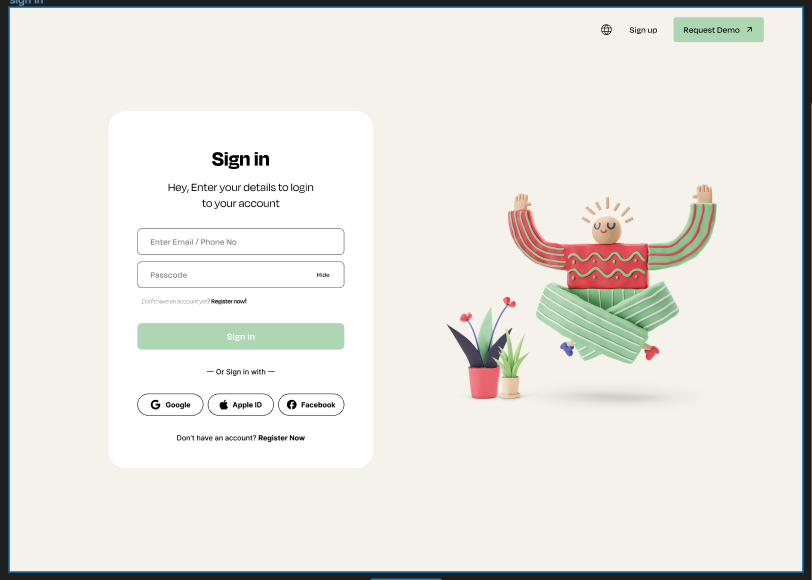 sign in
Sign up
Request Demo
Sign in
Hey, Enter your details to login
to your account
Enter Email / Phone No
Passcode
Hide
Don't have an account yet? Register now!
Sign in
— Or Sign in with —
Google
Apple ID
Facebook
Don't have an account? Register Now